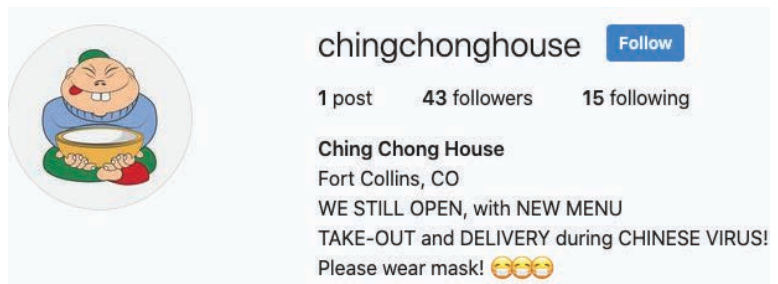 chingchonghouse Follow
1 post 43 followers 15 following
Ching Chong House
Fort Collins, CO
WE STILL OPEN, with NEW MENU
TAKE-OUT and DELIVERY during CHINESE VIRUS!
Please wear mask! 😷😷😷